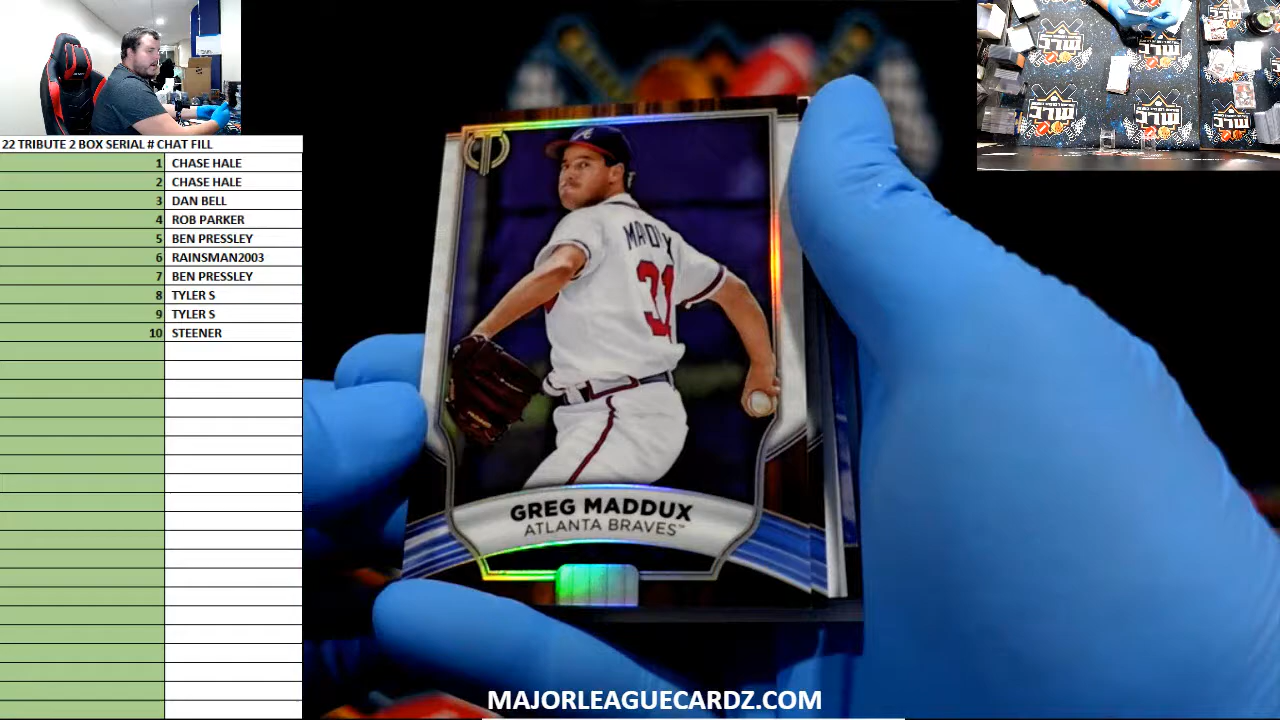 22 TRIBUTE 2 BOX SERIAL # CHAT FILL
1 CHASE HALE
2 CHASE HALE
3 DAN BELL
4 ROB PARKER
5 BEN PRESSLEY
6 RAINSMAN2003
7 BEN PRESSLEY
8 TYLER S
9 TYLER S
10 STEENER
MADDUX
31
GREG MADDUX
ATLANTA BRAVES™
MAJORLEAGUECARDZ.COM